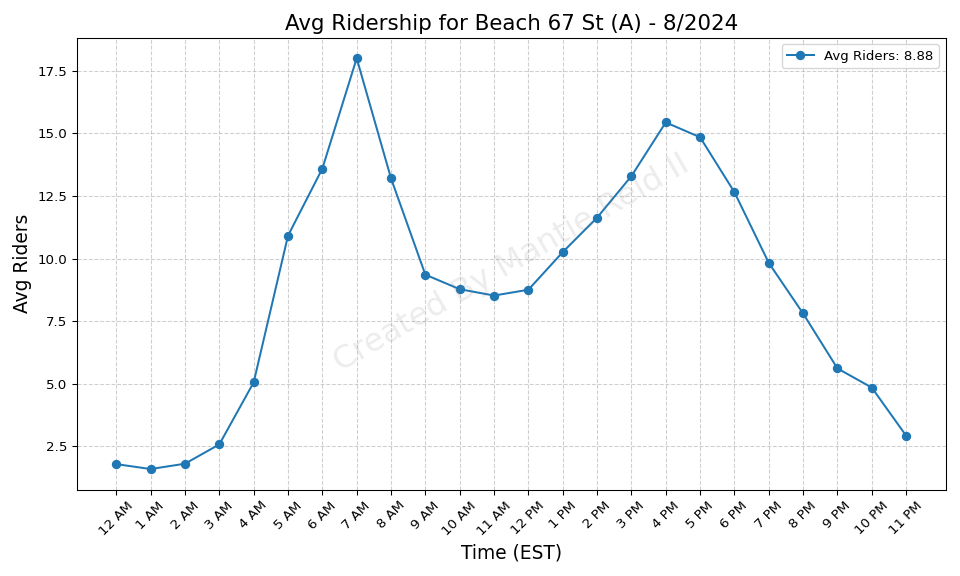 Avg Ridership for Beach 67 St (A) - 8/2024
Avg Riders: 8.88
17.5
15.0
12.5
10.0
7.5
5.0
2.5
Avg Riders
Created By Mantie Reid II
12 AM
1 AM
2 AM
3 AM
4 AM
5 AM
6 AM
7 AM
8 AM
9 AM
10 AM
11 AM
12 PM
1 PM
2 PM
3 PM
4 PM
5 PM
6 PM
7 PM
8 PM
9 PM
10 PM
11 PM
Time (EST)